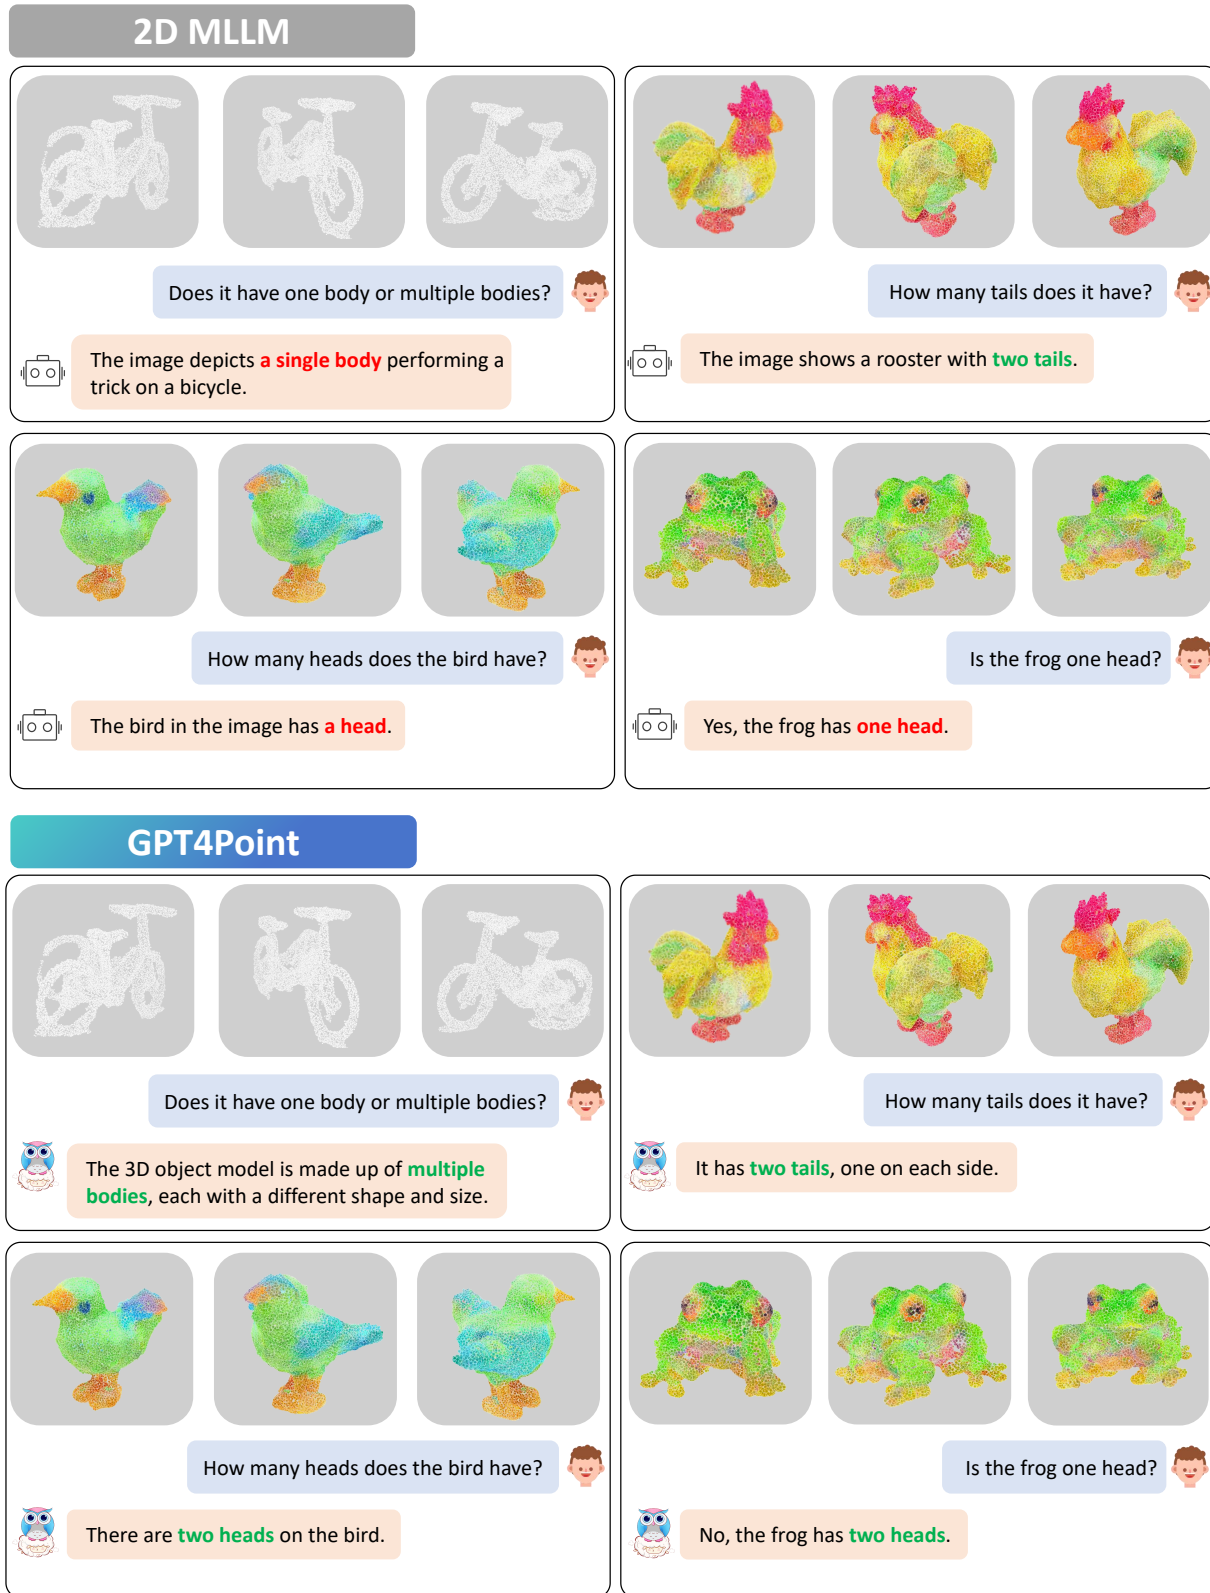 2D MLLM
Does it have one body or multiple bodies?
The image depicts a single body performing a
trick on a bicycle.
How many tails does it have?
The image shows a rooster with two tails.
How many heads does the bird have?
The bird in the image has a head.
Is the frog one head?
Yes, the frog has one head.
GPT4Point
Does it have one body or multiple bodies?
The 3D object model is made up of multiple
bodies, each with a different shape and size.
How many tails does it have?
It has two tails, one on each side.
How many heads does the bird have?
There are two heads on the bird.
Is the frog one head?
No, the frog has two heads.